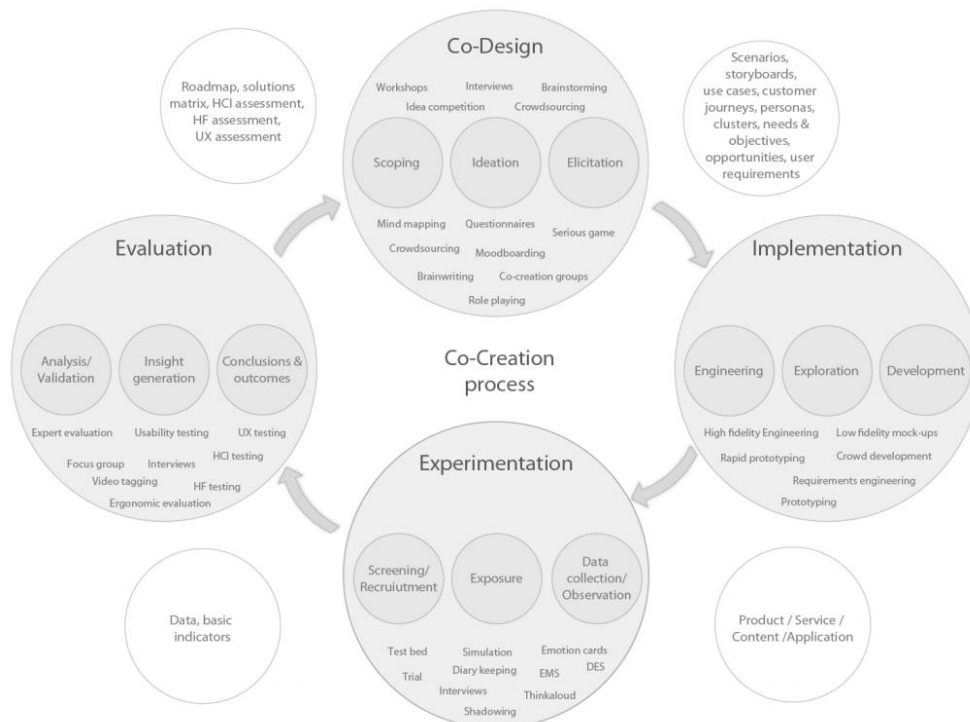 Co-Design
Workshops
Interviews
Brainstorming
Idea competition
Crowdsourcing
Scoping
Ideation
Elicitation
Mind mapping
Questionnaires
Serious game
Crowdsourcing
Moodboarding
Brainwriting
Co-creation groups
Role playing
Scenarios,
storyboards,
use cases, customer
journeys, personas,
clusters, needs &
objectives,
opportunities, user
requirements
Implementation
Engineering
Exploration
Development
High fidelity Engineering
Low fidelity mock-ups
Rapid prototyping
Crowd development
Requirements engineering
Prototyping
Product / Service /
Content /Application
Experimentation
Screening/
Recruiutment
Exposure
Data
collection/
Observation
Test bed
Simulation
Emotion cards
Trial
Diary keeping
EMS
DES
Interviews
Thinkaloud
Shadowing
Data, basic
indicators
Evaluation
Analysis/
Validation
Insight
generation
Conclusions &
outcomes
Expert evaluation
Usability testing
UX testing
Focus group
Interviews
HCI testing
Video tagging
HF testing
Ergonomic evaluation
Roadmap, solutions
matrix, HCI assessment,
HF assessment,
UX assessment
Co-Creation
process